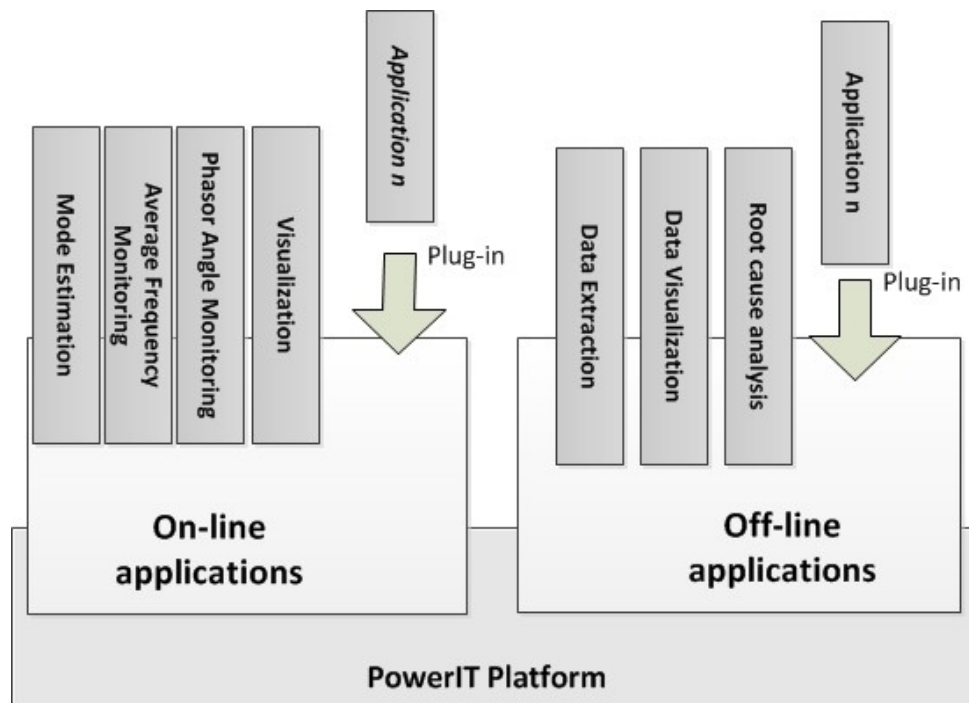 Mode Estimation
Average Frequency
Monitoring
Phasor Angle Monitoring
Visualization
Application n
Plug-in
On-line
applications
Data Extraction
Data Visualization
Root cause analysis
Application n
Plug-in
Off-line
applications
PowerIT Platform